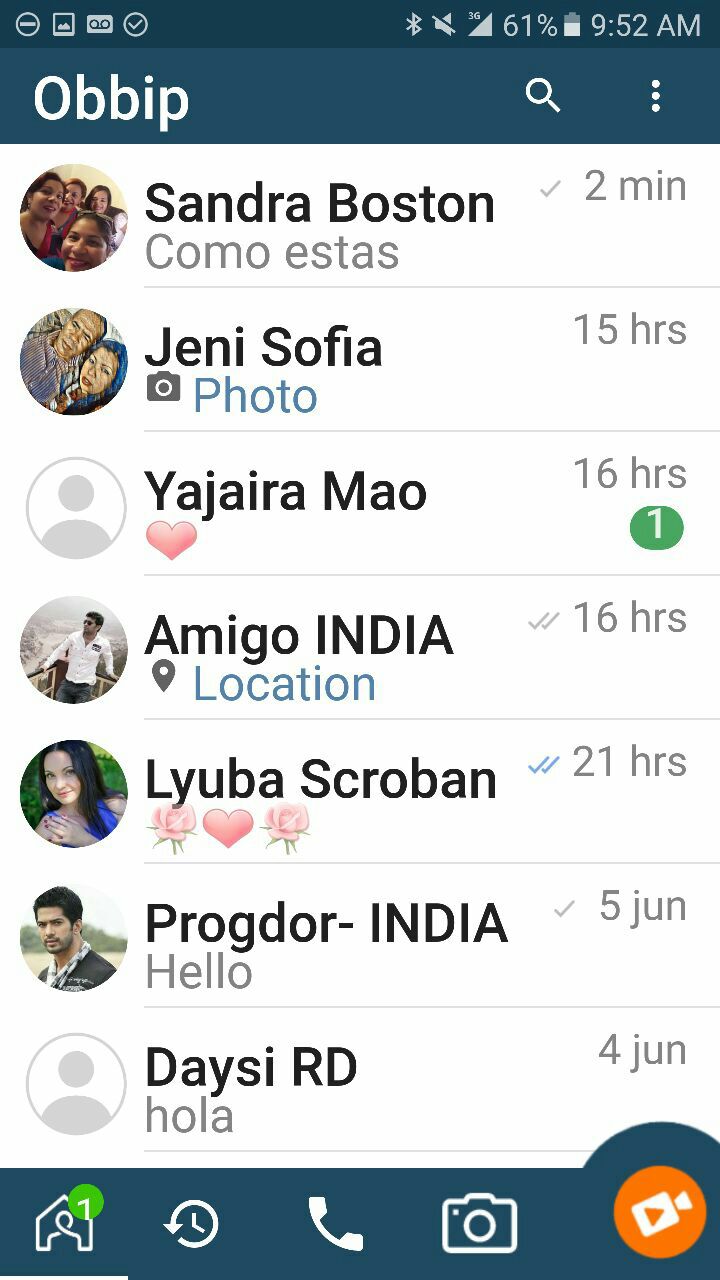 3G 61% 9:52 AM
Obbip
Sandra Boston 2 min
Como estas
Jeni Sofia 15 hrs
Photo
Yajaira Mao 16 hrs
1
Amigo INDIA 16 hrs
Location
Lyuba Scroban 21 hrs
Progdor- INDIA 5 jun
Hello
Daysi RD 4 jun
hola
1